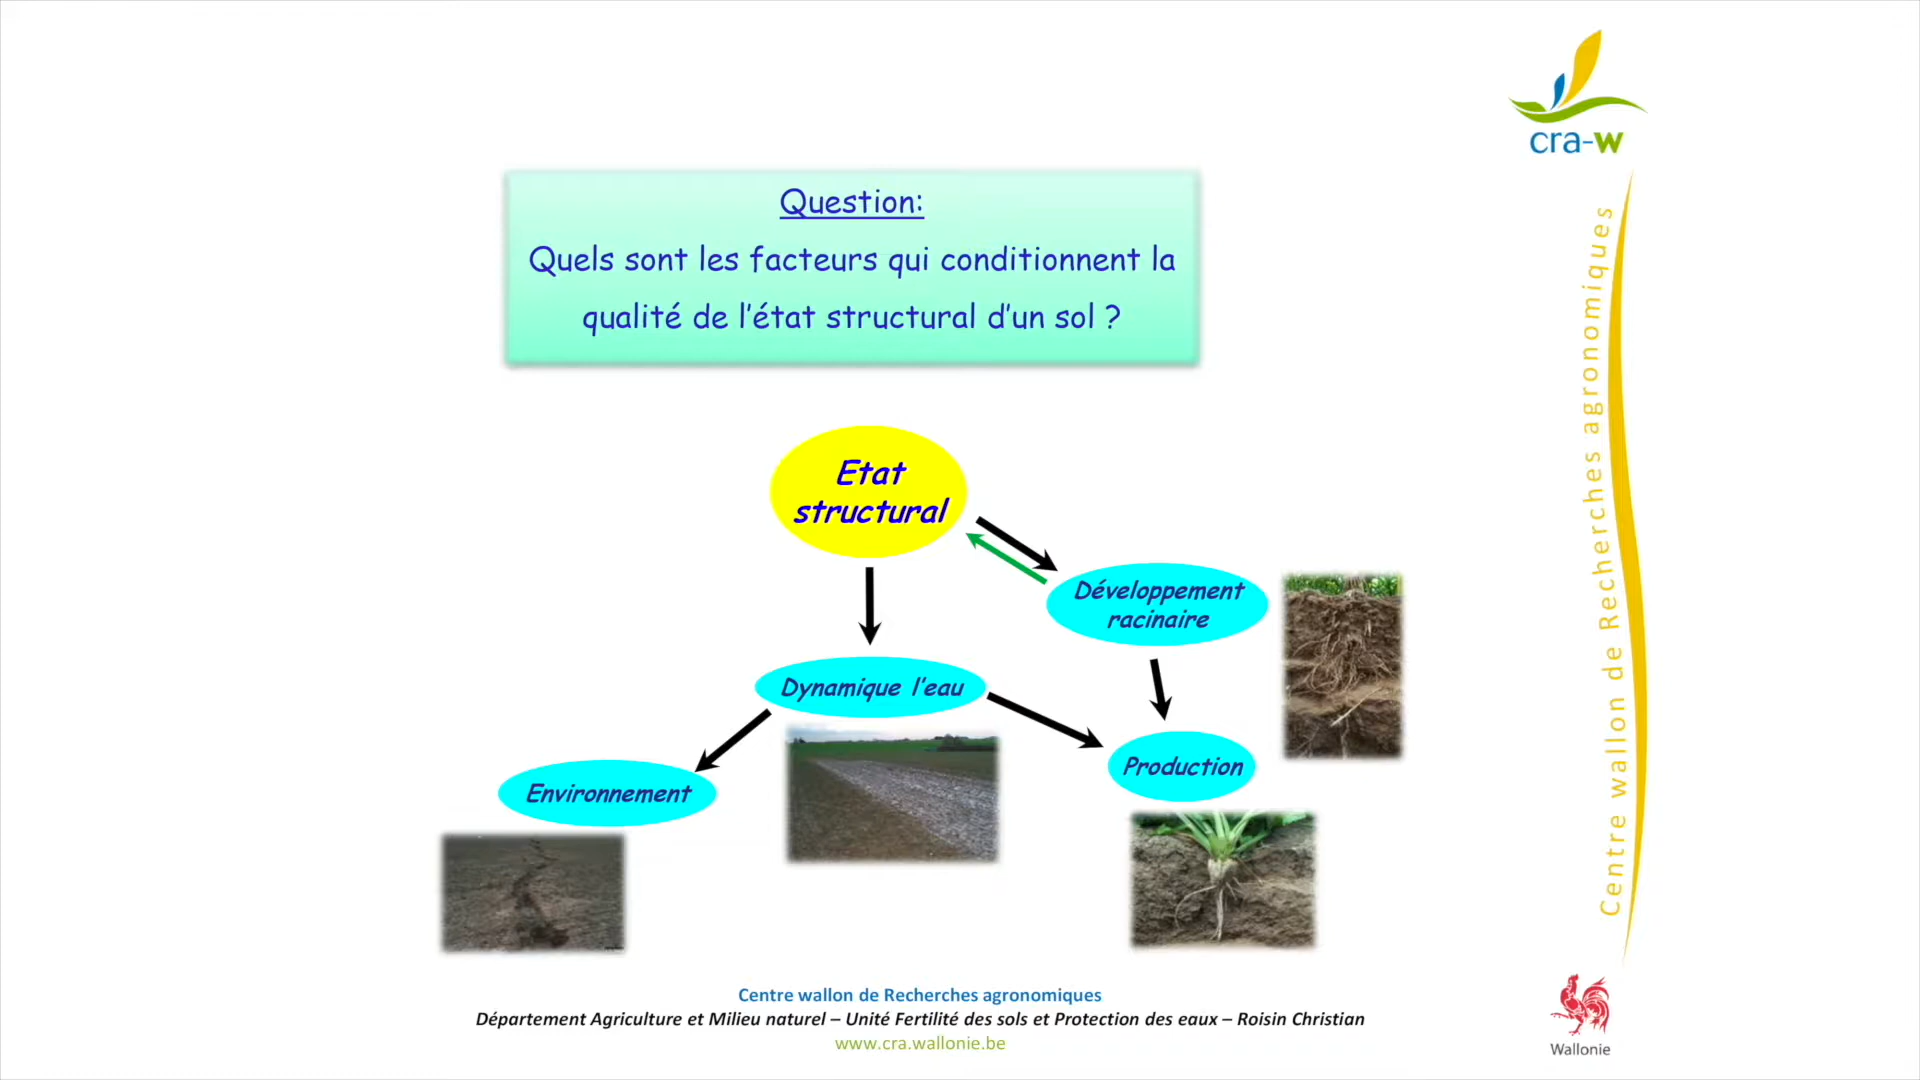 cra-w
Question:
Quels sont les facteurs qui conditionnent la
qualité de l'état structural d'un sol ?
Etat
structural
Développement
racinaire
Dynamique l'eau
Production
Environnement
Centre wallon de Recherches agronomiques
Centre wallon de Recherches agronomiques
Département Agriculture et Milieu naturel – Unité Fertilité des sols et Protection des eaux – Roisin Christian
www.cra.wallonie.be
Wallonie